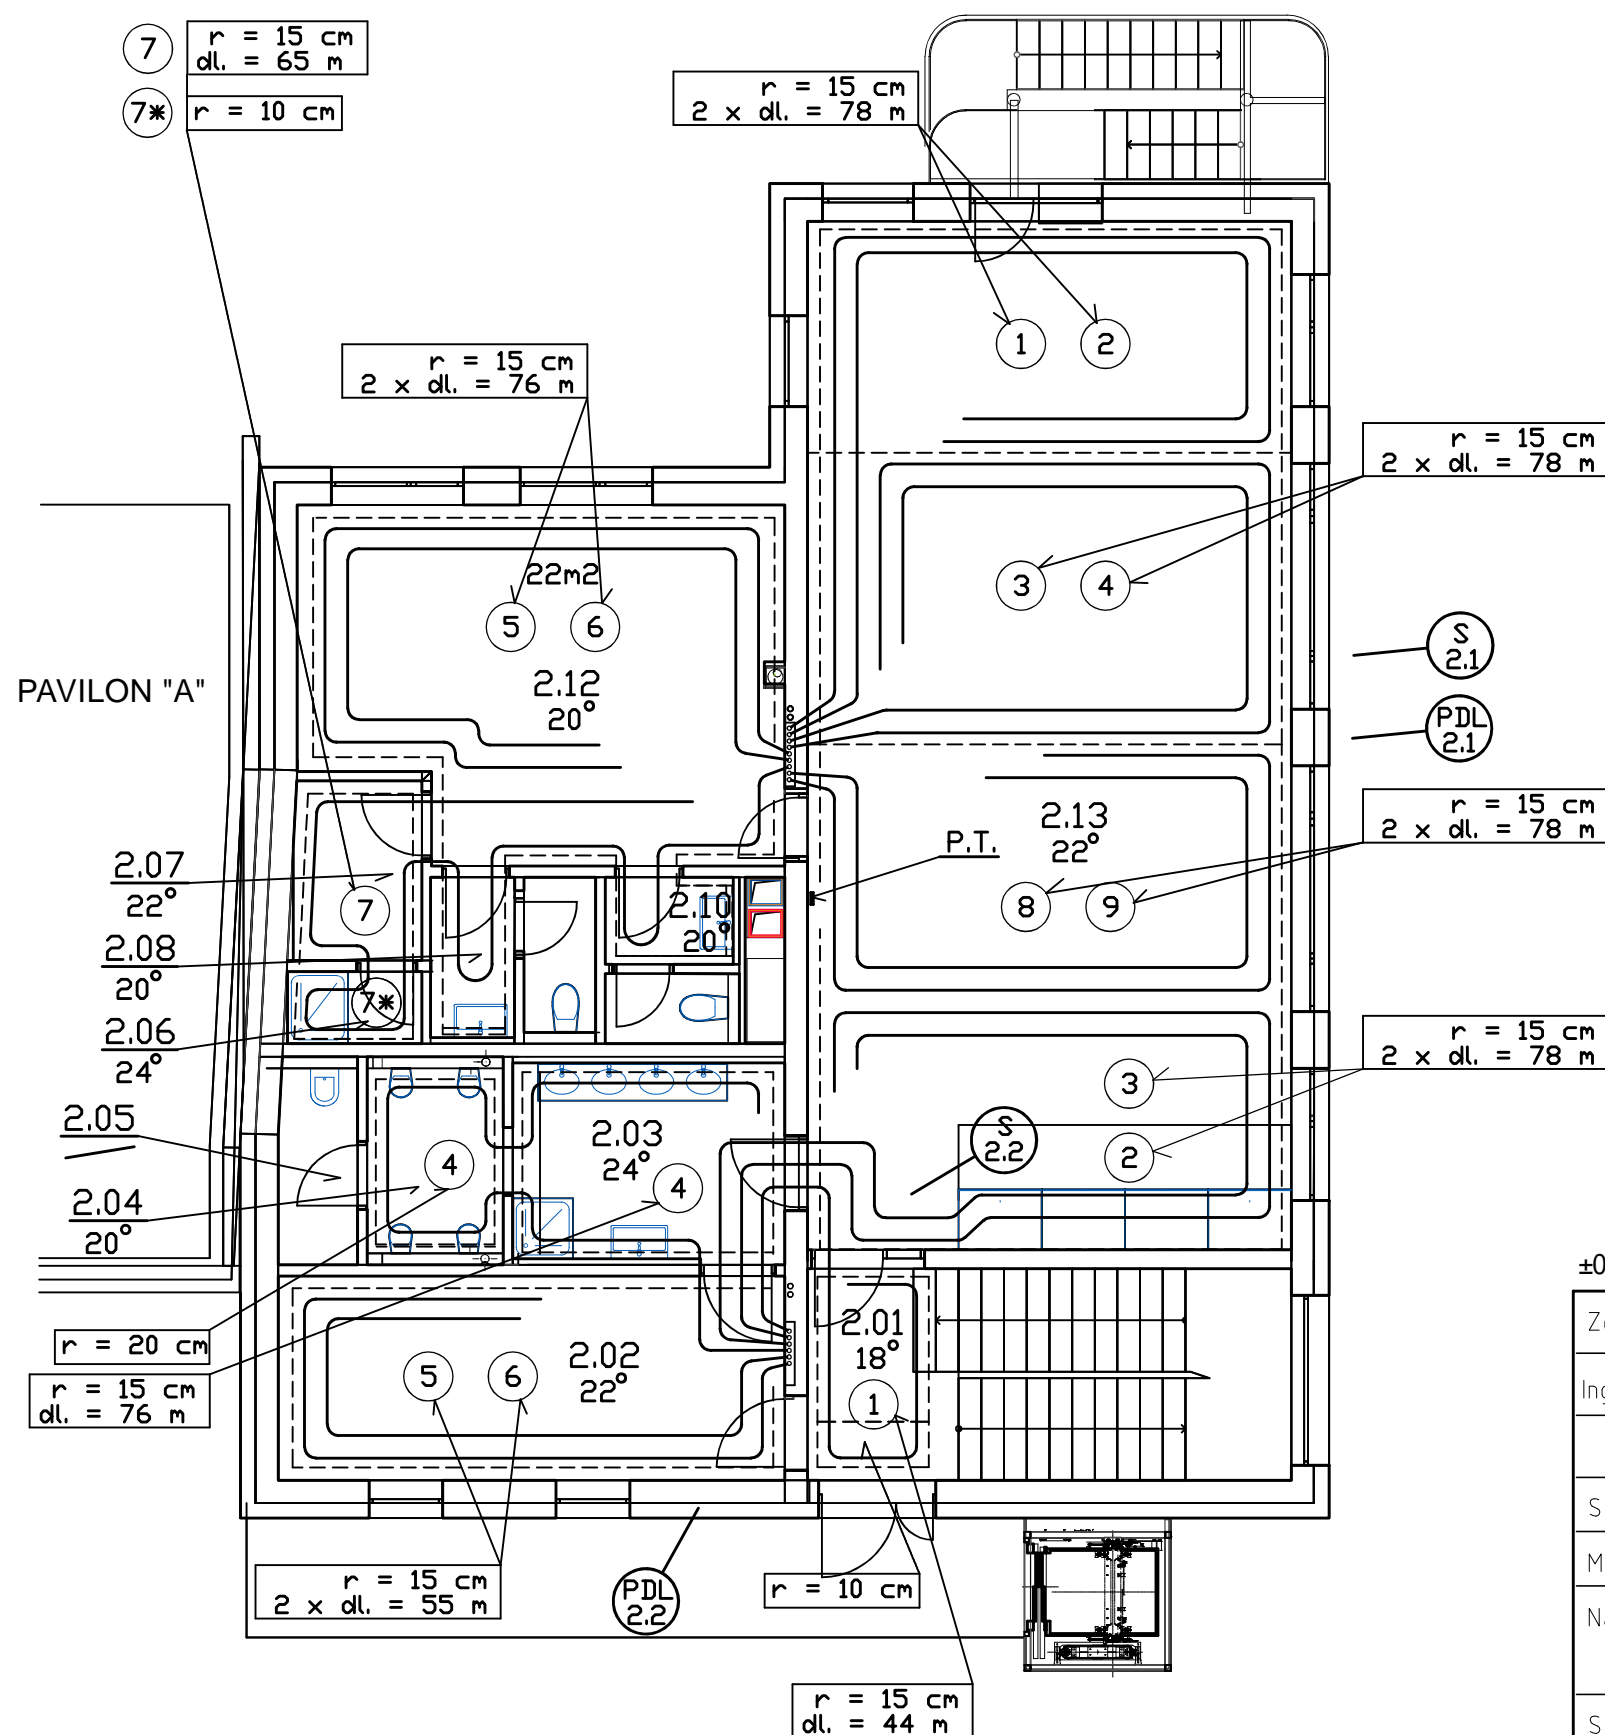 7
r = 15 cm
dl. = 65 m
7*
r = 10 cm
r = 15 cm
2 x dl. = 78 m
1
2
r = 15 cm
2 x dl. = 76 m
r = 15 cm
2 x dl. = 78 m
22m2
3
4
5
6
S
2.1
2.12
20°
PAVILON "A"
PDL
2.1
2.13
22°
P.T.
r = 15 cm
2 x dl. = 78 m
2.07
22°
7
2.10
20°
8
9
2.08
20°
7*
2.06
24°
r = 15 cm
2 x dl. = 78 m
3
2.05
2.03
24°
S
2.2
2
4
4
2.04
20°
±0
r = 20 cm
2.01
18°
2.02
22°
r = 15 cm
dl. = 76 m
5
6
1
Ing
S
M
r = 15 cm
2 x dl. = 55 m
PDL
2.2
r = 10 cm
r = 15 cm
dl. = 44 m
S